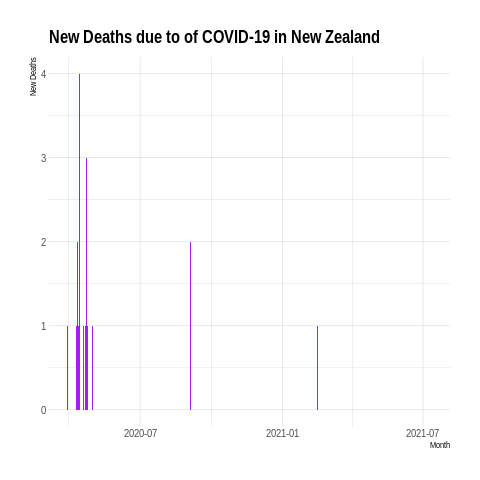 New Deaths due to of COVID-19 in New Zealand
New Deaths
4
3
2
1
0
2020-07
2021-01
2021-07
Month